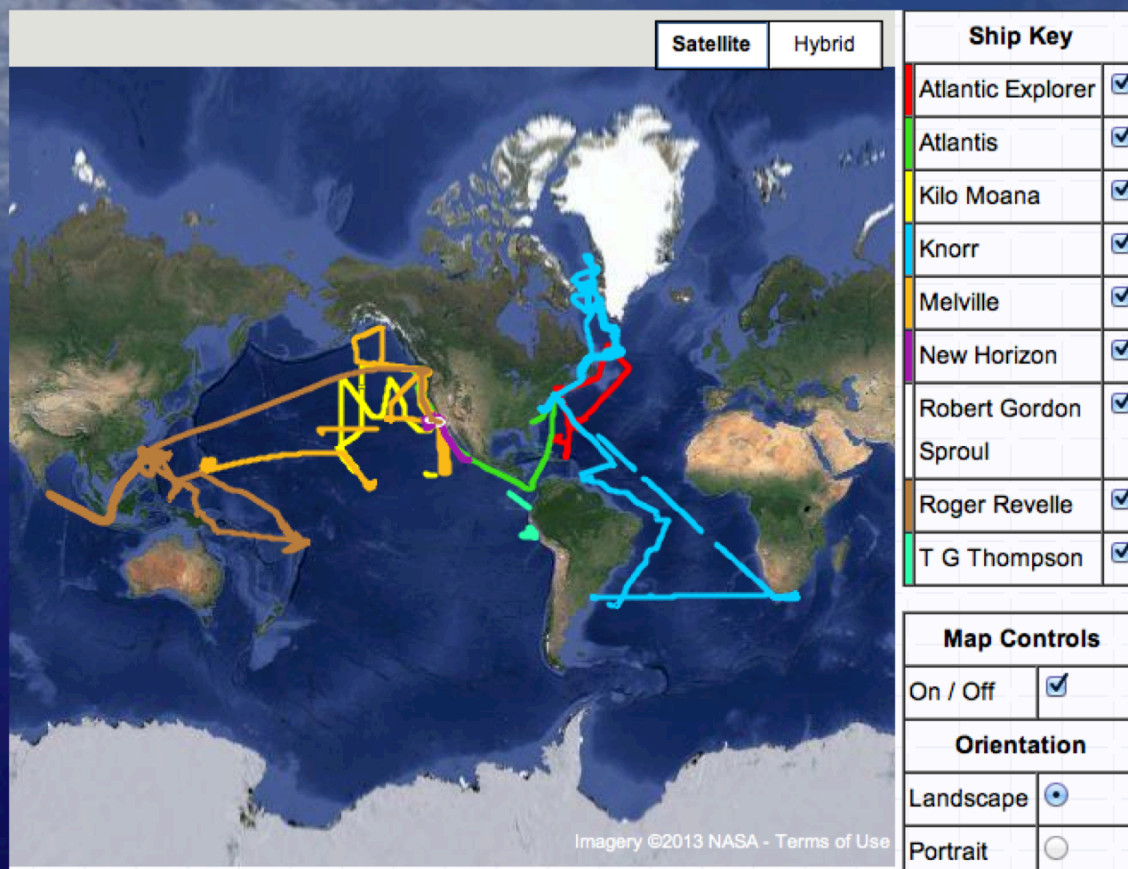 Satellite Hybrid
Ship Key
Atlantic Explorer
Atlantis
Kilo Moana
Knorr
Melville
New Horizon
Robert Gordon
Sproul
Roger Revelle
T G Thompson
Map Controls
On / Off
Orientation
Landscape
Portrait
Imagery ©2013 NASA - Terms of Use